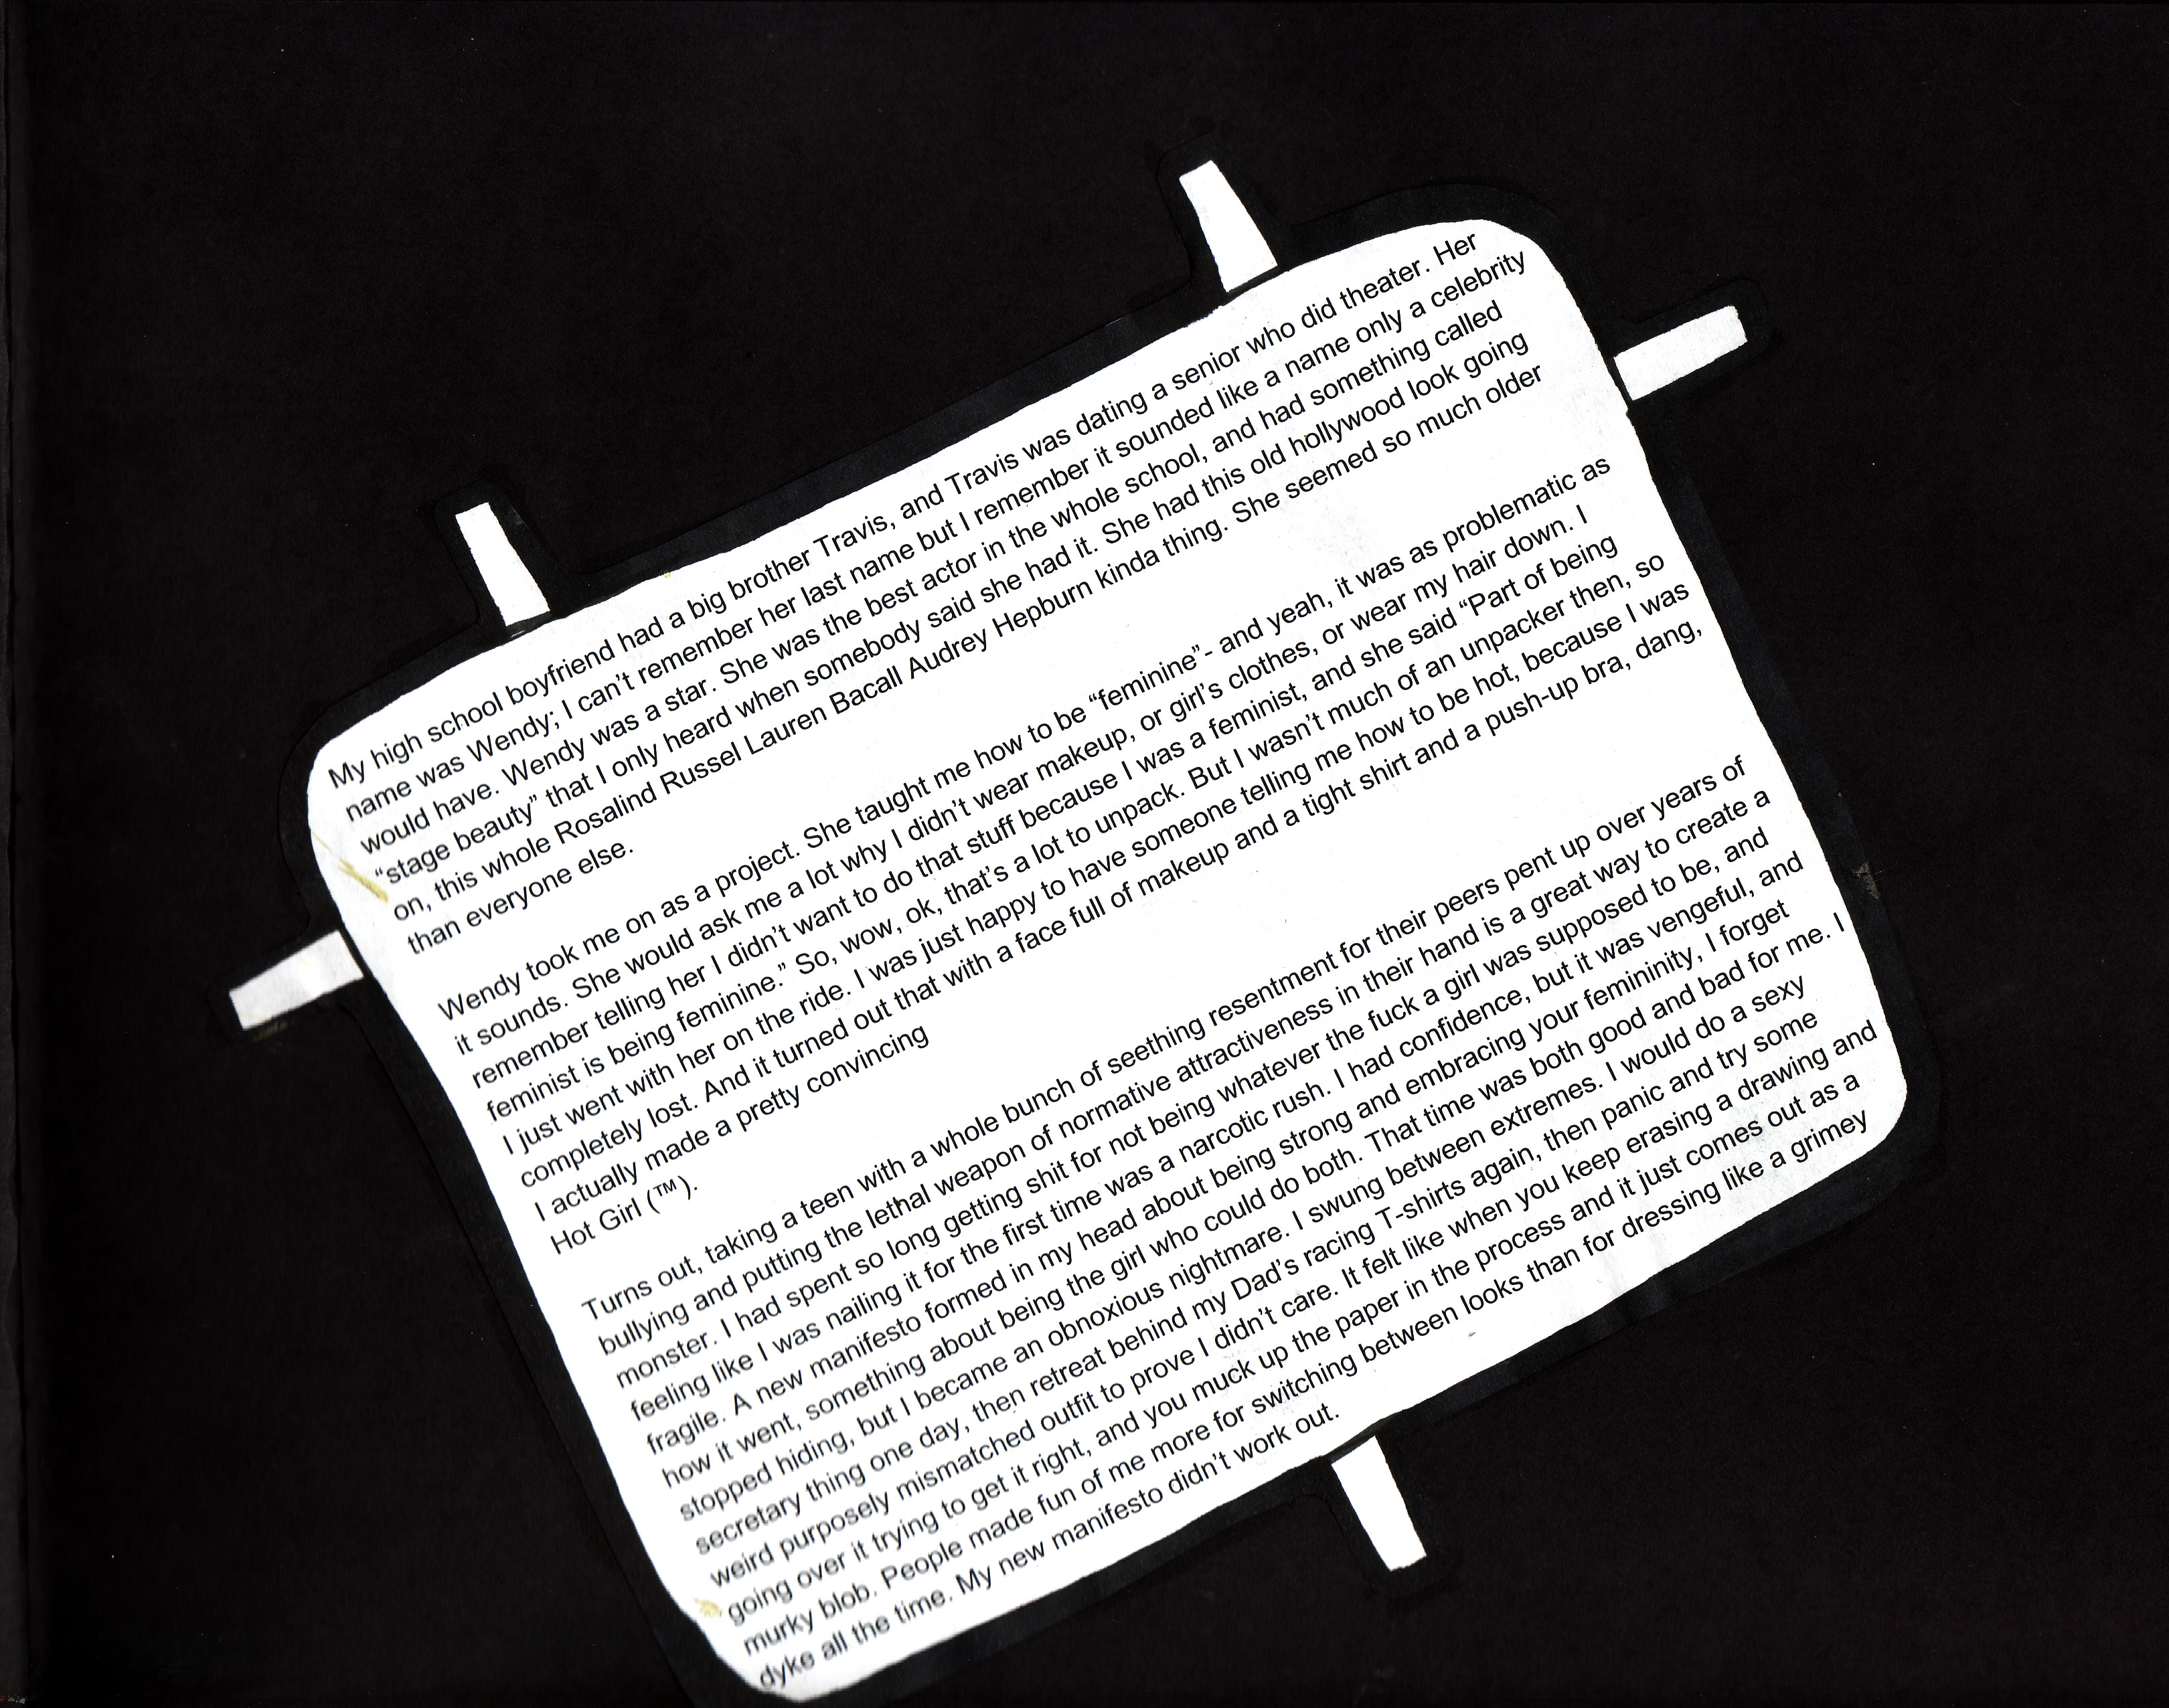 My high school boyfriend had a big brother Travis, and Travis was dating a senior who did theater. Her
name was Wendy; I can't remember her last name but I remember it sounded like a name only a celebrity
would have. Wendy was a star. She was the best actor in the whole school, and had something called
“stage beauty” that I only heard when somebody said she had it. She had this old hollywood look going
on, this whole Rosalind Russel Lauren Bacall Audrey Hepburn kinda thing. She seemed so much older
than everyone else.
Wendy took me on as a project. She taught me how to be “feminine”- and yeah, it was as problematic as
it sounds. She would ask me a lot why I didn't wear makeup, or girl's clothes, or wear my hair down. I
remember telling her I didn't want to do that stuff because I was a feminist, and she said “Part of being
feminist is being feminine.” So, wow, ok, that's a lot to unpack. But I wasn't much of an unpacker then, so
I just went with her on the ride. I was just happy to have someone telling me how to be hot, because I was
completely lost. And it turned out that with a face full of makeup and a tight shirt and a push-up bra, dang,
I actually made a pretty convincing
Hot Girl (™).
Turns out, taking a teen with a whole bunch of seething resentment for their peers pent up over years of
bullying and putting the lethal weapon of normative attractiveness in their hand is a great way to create a
monster. I had spent so long getting shit for not being whatever the fuck a girl was supposed to be, and
feeling like I was nailing it for the first time was a narcotic rush. I had confidence, but it was vengeful, and
fragile. A new manifesto formed in my head about being strong and embracing your femininity, I forget
how it went, something about being the girl who could do both. That time was both good and bad for me. I
stopped hiding, but I became an obnoxious nightmare. I swung between extremes. I would do a sexy
secretary thing one day, then retreat behind my Dad's racing T-shirts again, then panic and try some
weird purposely mismatched outfit to prove I didn't care. It felt like when you keep erasing a drawing and
going over it trying to get it right, and you muck up the paper in the process and it just comes out as a
murky blob. People made fun of me more for switching between looks than for dressing like a grimey
dyke all the time. My new manifesto didn't work out.